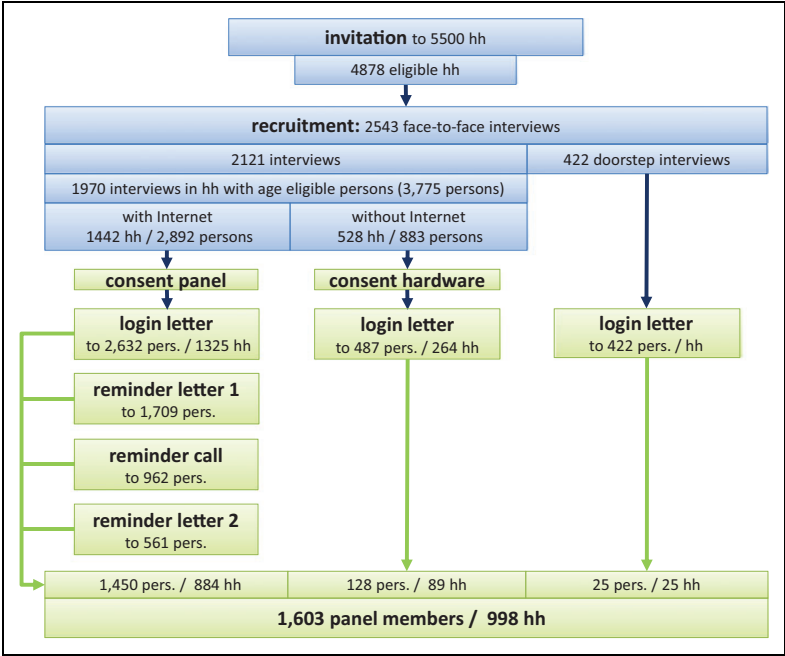 invitation to 5500 hh
4878 eligible hh
recruitment: 2543 face-to-face interviews
2121 interviews
422 doorstep interviews
1970 interviews in hh with age eligible persons (3,775 persons)
with Internet
1442 hh / 2,892 persons
without Internet
528 hh / 883 persons
consent panel
consent hardware
login letter
to 2,632 pers. / 1325 hh
login letter
to 487 pers. / 264 hh
login letter
to 422 pers. / hh
reminder letter 1
to 1,709 pers.
reminder call
to 962 pers.
reminder letter 2
to 561 pers.
1,450 pers. / 884 hh
128 pers. / 89 hh
25 pers. / 25 hh
1,603 panel members / 998 hh